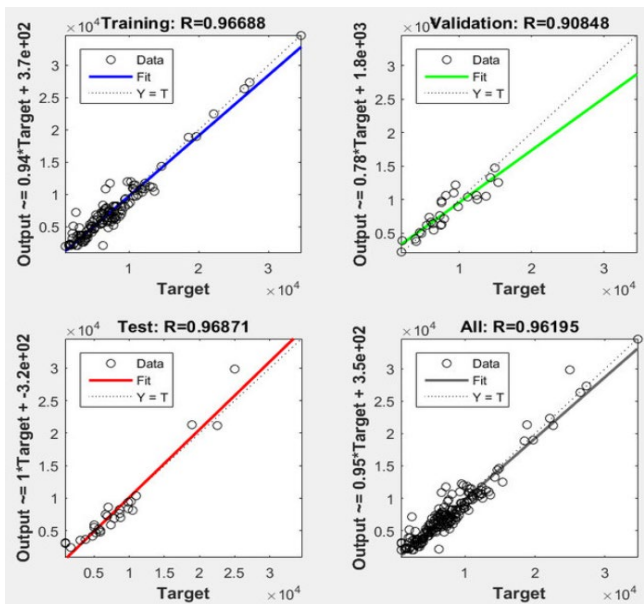 ×10⁴ Training: R=0.96688
Output ~= 0.94*Target + 3.7e+02
3
2.5
2
1.5
1
0.5
Data
Fit
Y = T
1 2 3
Target ×10⁴
×10⁴ Validation: R=0.90848
Output ~= 0.78*Target + 1.8e+03
3
2.5
2
1.5
1
0.5
Data
Fit
Y = T
1 2 3
Target ×10⁴
×10⁴ Test: R=0.96871
Output ~= 1*Target + -3.2e+02
3
2.5
2
1.5
1
0.5
Data
Fit
Y = T
0.5 1 1.5 2 2.5 3
Target ×10⁴
×10⁴ All: R=0.96195
Output ~= 0.95*Target + 3.5e+02
3
2.5
2
1.5
1
0.5
Data
Fit
Y = T
1 2 3
Target ×10⁴